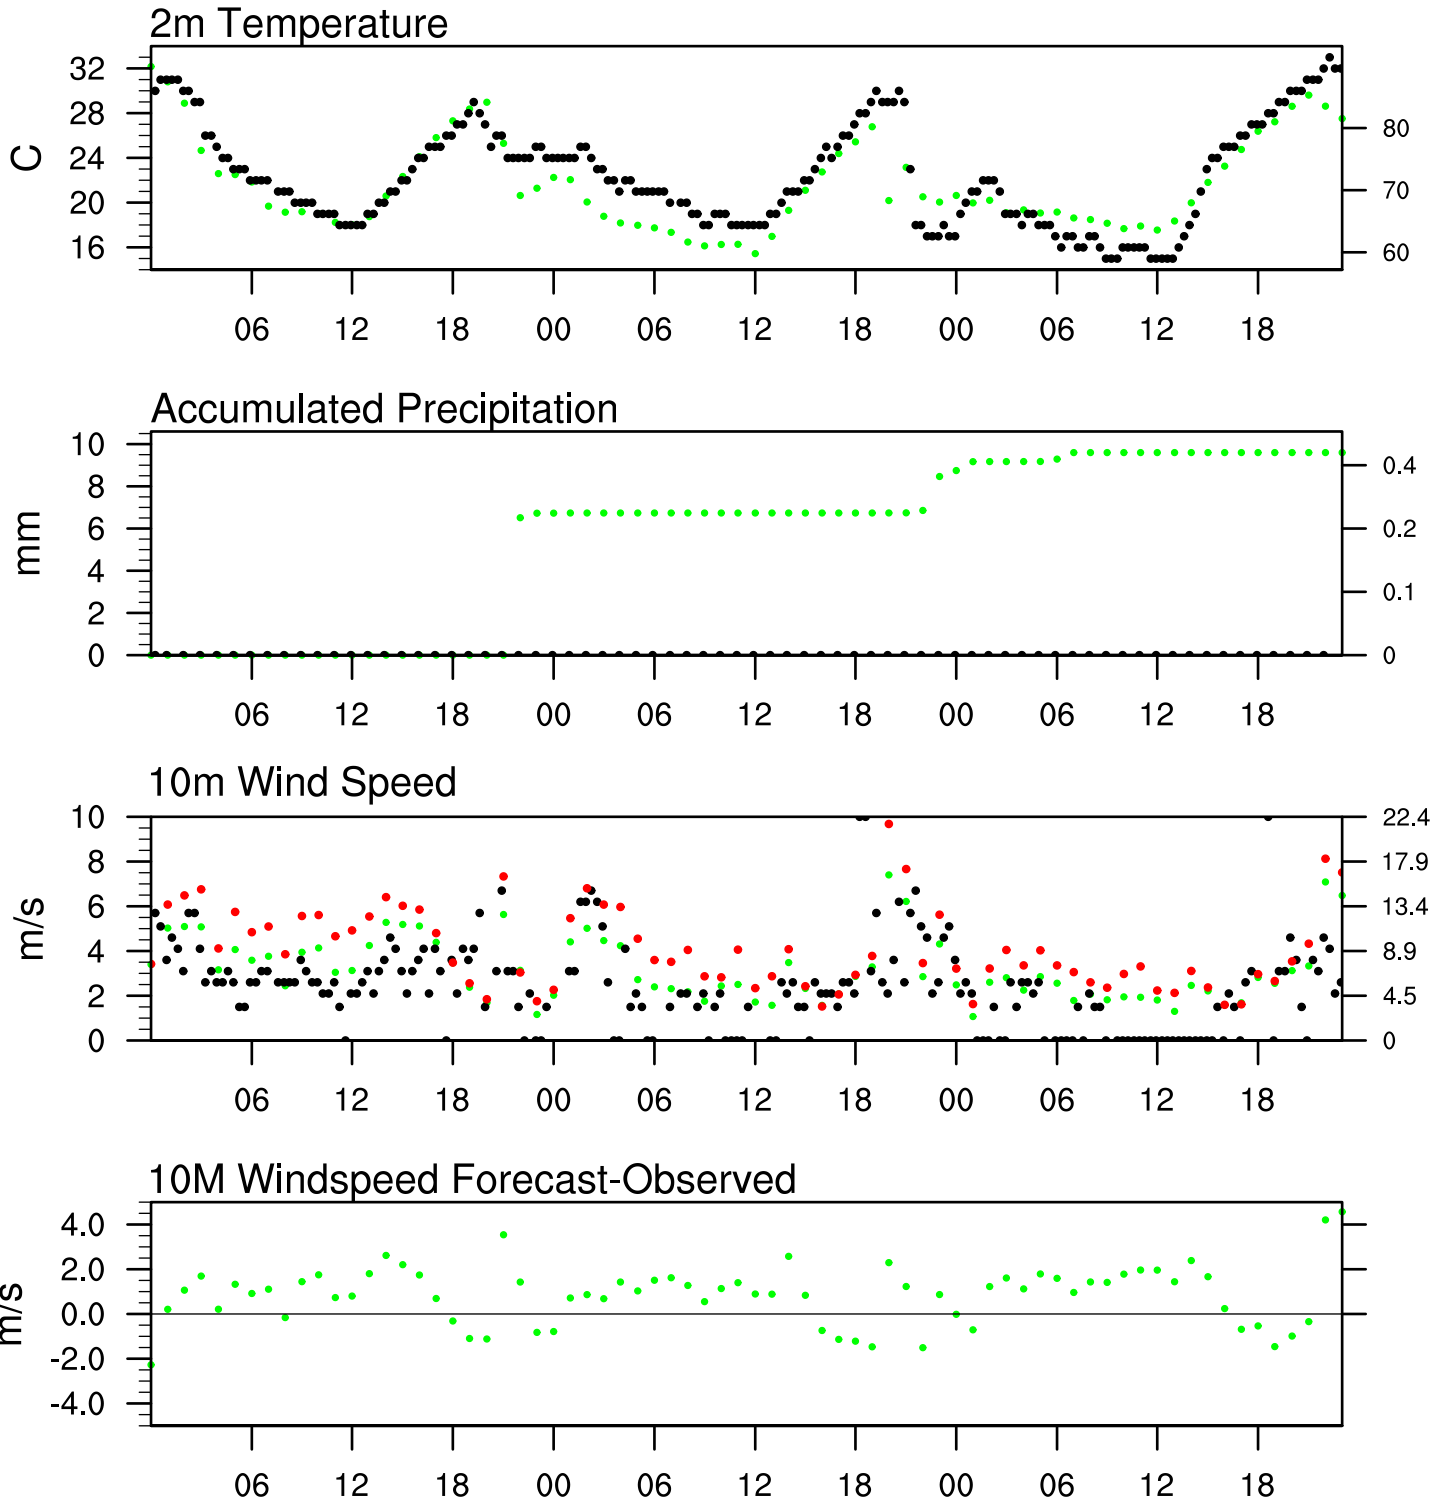 2m Temperature
32
28
24
20
16
C
80
70
60
06 12 18 00 06 12 18 00 06 12 18
Accumulated Precipitation
10
8
6
4
2
0
mm
0.4
0.2
0.1
0
06 12 18 00 06 12 18 00 06 12 18
10m Wind Speed
10
8
6
4
2
0
m/s
22.4
17.9
13.4
8.9
4.5
0
06 12 18 00 06 12 18 00 06 12 18
10M Windspeed Forecast-Observed
4.0
2.0
0.0
-2.0
-4.0
m/s
06 12 18 00 06 12 18 00 06 12 18